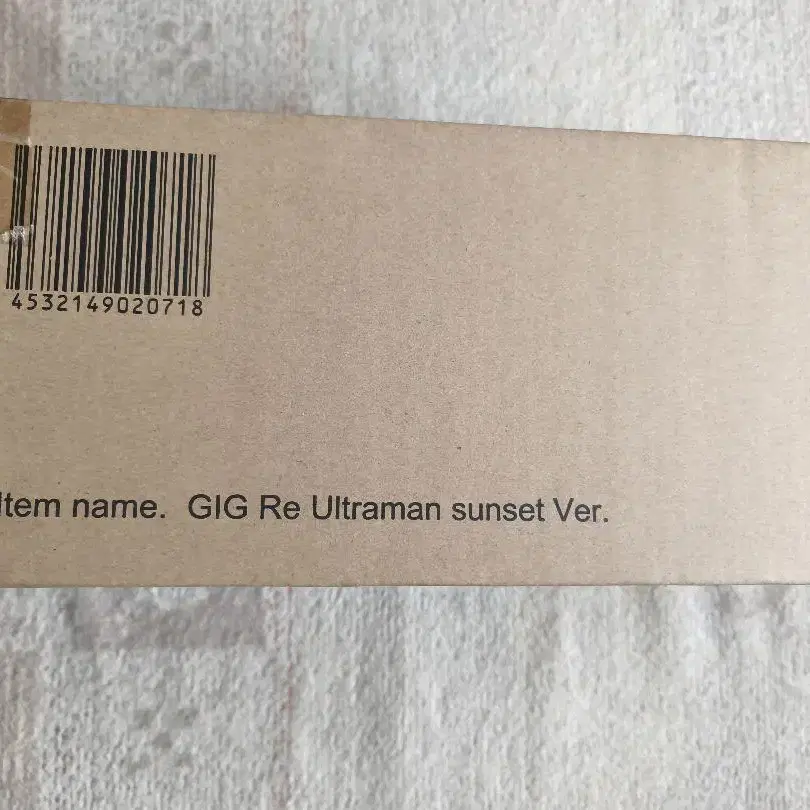 4532149020718
Item name. GIG Re Ultraman sunset Ver.